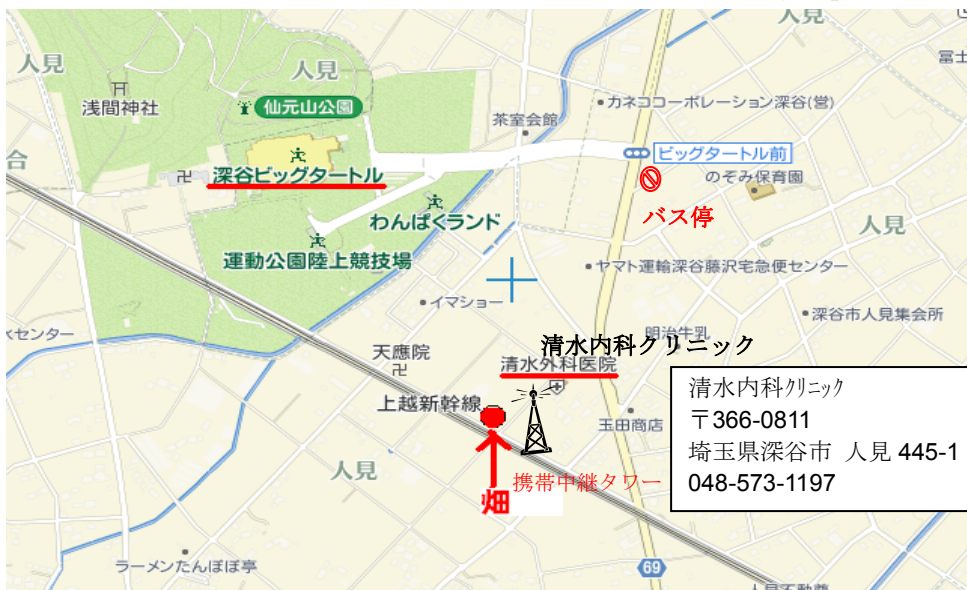 人見
人見
人見
富士
浅間神社
仙元山公園
カネココーポレーション深谷(営)
茶室会館
合
卍
深谷ビッグタートル
ビッグタートル前
のぞみ保育園
わんぱくランド
バス停
人見
運動公園陸上競技場
ヤマト運輸深谷藤沢宅急便センター
イマショー
深谷市人見集会所
水センター
明治牛乳
清水内科クリニック
天應院
卍
清水外科医院
上越新幹線
玉田商店
清水内科ｸﾘﾆｯｸ
〒366-0811
埼玉県深谷市 人見 445-1
048-573-1197
人見
携帯中継タワー
畑
ラーメンたんぽぽ亭
69